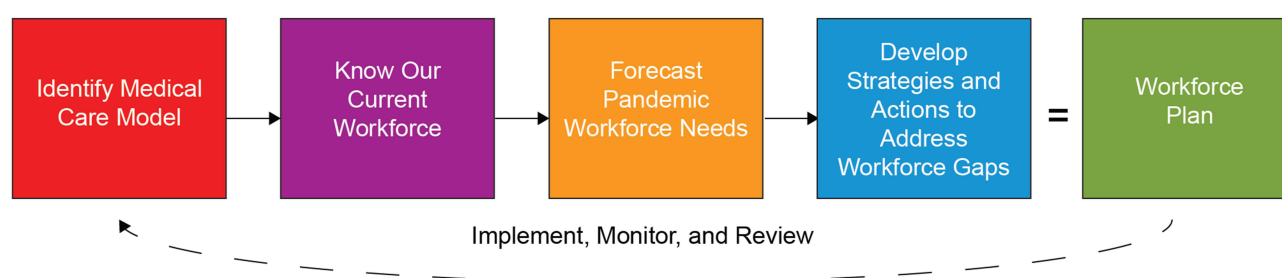 Identify Medical
Care Model
Know Our
Current
Workforce
Forecast
Pandemic
Workforce Needs
Develop
Strategies and
Actions to
Address
Workforce Gaps
=
Workforce
Plan
Implement, Monitor, and Review